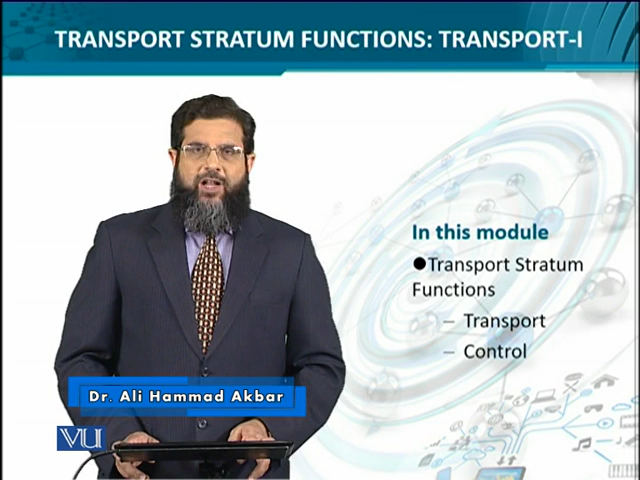 TRANSPORT STRATUM FUNCTIONS: TRANSPORT-I
In this module
●Transport Stratum
Functions
– Transport
– Control
Dr. Ali Hammad Akbar
VU